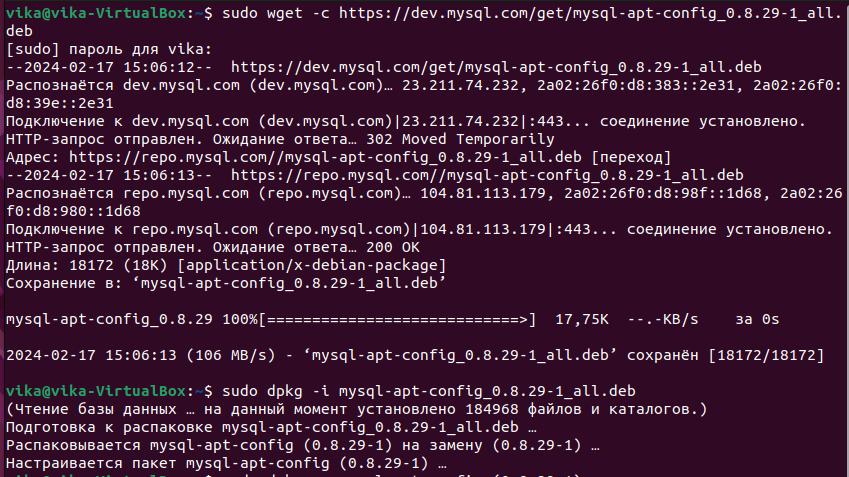 vika@vika-VirtualBox:~$ sudo wget -c https://dev.mysql.com/get/mysql-apt-config_0.8.29-1_all.
deb
[sudo] пароль для vika:
--2024-02-17 15:06:12--  https://dev.mysql.com/get/mysql-apt-config_0.8.29-1_all.deb
Распознаётся dev.mysql.com (dev.mysql.com)… 23.211.74.232, 2a02:26f0:d8:383::2e31, 2a02:26f0:
d8:39e::2e31
Подключение к dev.mysql.com (dev.mysql.com)|23.211.74.232|:443... соединение установлено.
HTTP-запрос отправлен. Ожидание ответа… 302 Moved Temporarily
Адрес: https://repo.mysql.com//mysql-apt-config_0.8.29-1_all.deb [переход]
--2024-02-17 15:06:13--  https://repo.mysql.com//mysql-apt-config_0.8.29-1_all.deb
Распознаётся repo.mysql.com (repo.mysql.com)… 104.81.113.179, 2a02:26f0:d8:98f::1d68, 2a02:26
f0:d8:980::1d68
Подключение к repo.mysql.com (repo.mysql.com)|104.81.113.179|:443... соединение установлено.
HTTP-запрос отправлен. Ожидание ответа… 200 OK
Длина: 18172 (18K) [application/x-debian-package]
Сохранение в: ‘mysql-apt-config_0.8.29-1_all.deb’
mysql-apt-config_0.8.29 100%[============================>]  17,75K  --.-KB/s    за 0s
2024-02-17 15:06:13 (106 MB/s) - ‘mysql-apt-config_0.8.29-1_all.deb’ сохранён [18172/18172]
vika@vika-VirtualBox:~$ sudo dpkg -i mysql-apt-config_0.8.29-1_all.deb
(Чтение базы данных … на данный момент установлено 184968 файлов и каталогов.)
Подготовка к распаковке mysql-apt-config_0.8.29-1_all.deb …
Распаковывается mysql-apt-config (0.8.29-1) на замену (0.8.29-1) …
Настраивается пакет mysql-apt-config (0.8.29-1) …